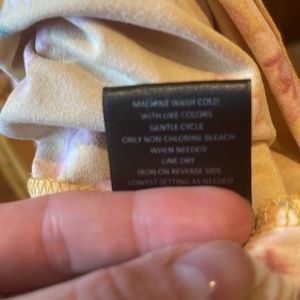 MACHINE WASH COLD
WITH LIKE COLORS
GENTLE CYCLE
ONLY NON CHLORINE BLEACH
WHEN NEEDED
LINE DRY
IRON ON REVERSE SIDE
LOWEST SETTING AS NEEDED